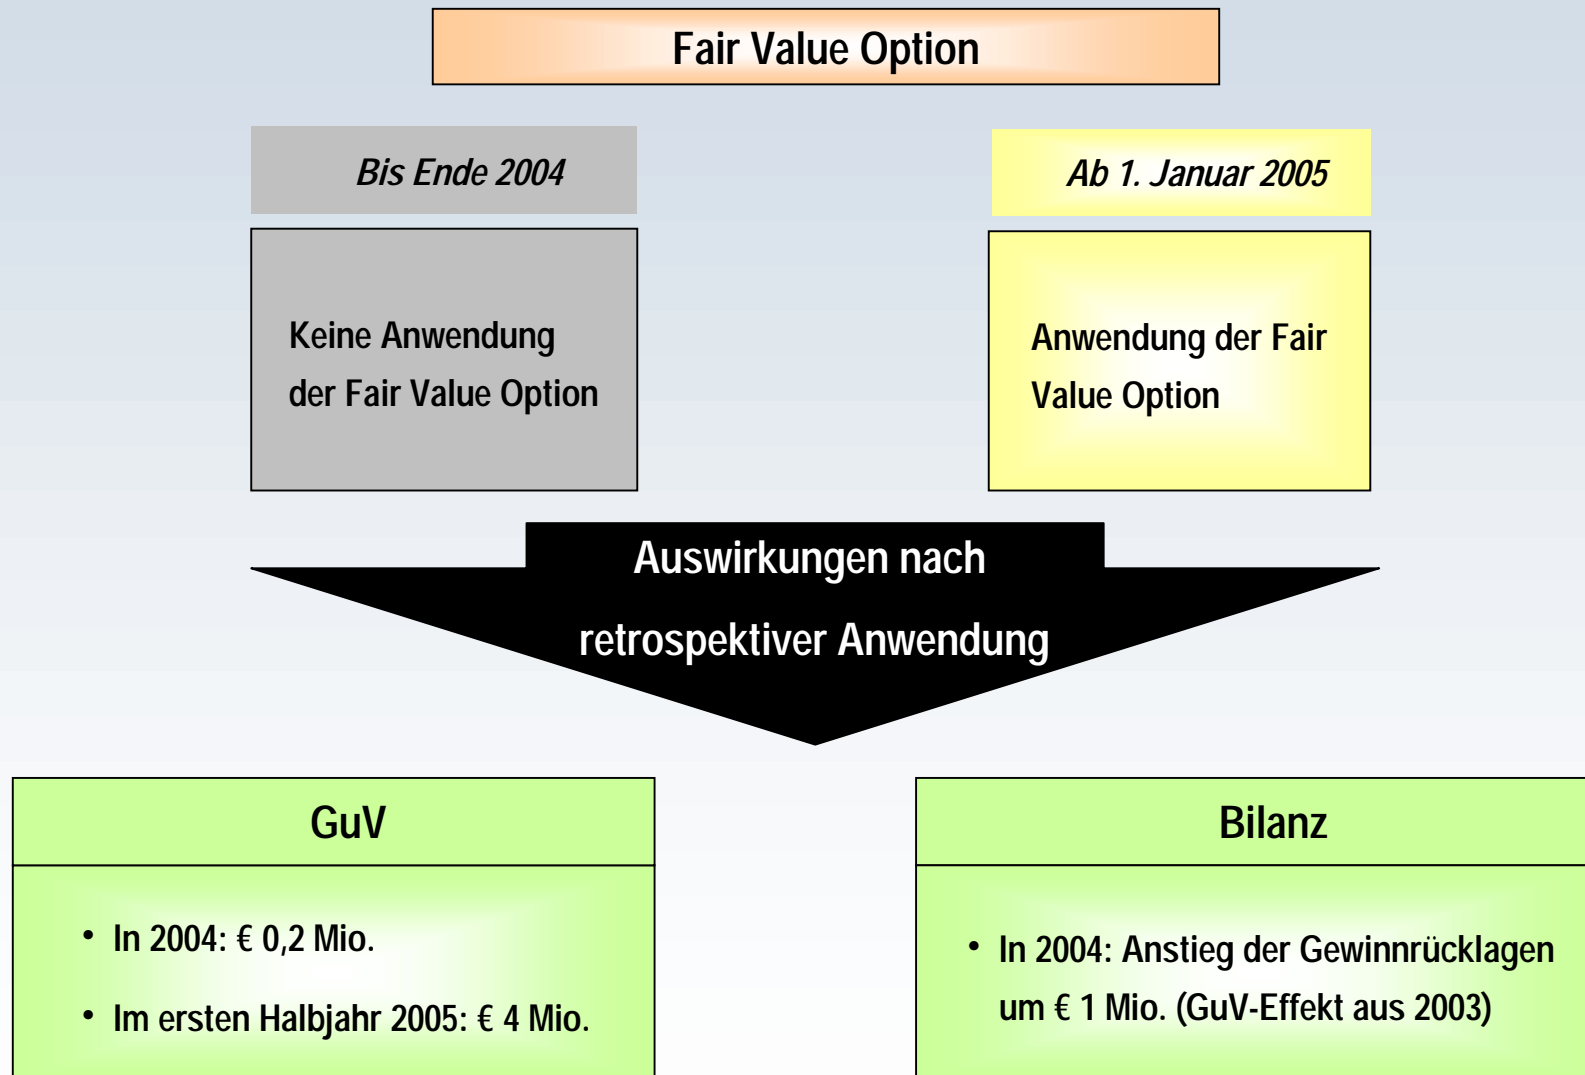 Fair Value Option
Bis Ende 2004
Ab 1. Januar 2005
Keine Anwendung
der Fair Value Option
Anwendung der Fair
Value Option
Auswirkungen nach
retrospektiver Anwendung
GuV
• In 2004: € 0,2 Mio.
• Im ersten Halbjahr 2005: € 4 Mio.
Bilanz
• In 2004: Anstieg der Gewinnrücklagen
um € 1 Mio. (GuV-Effekt aus 2003)